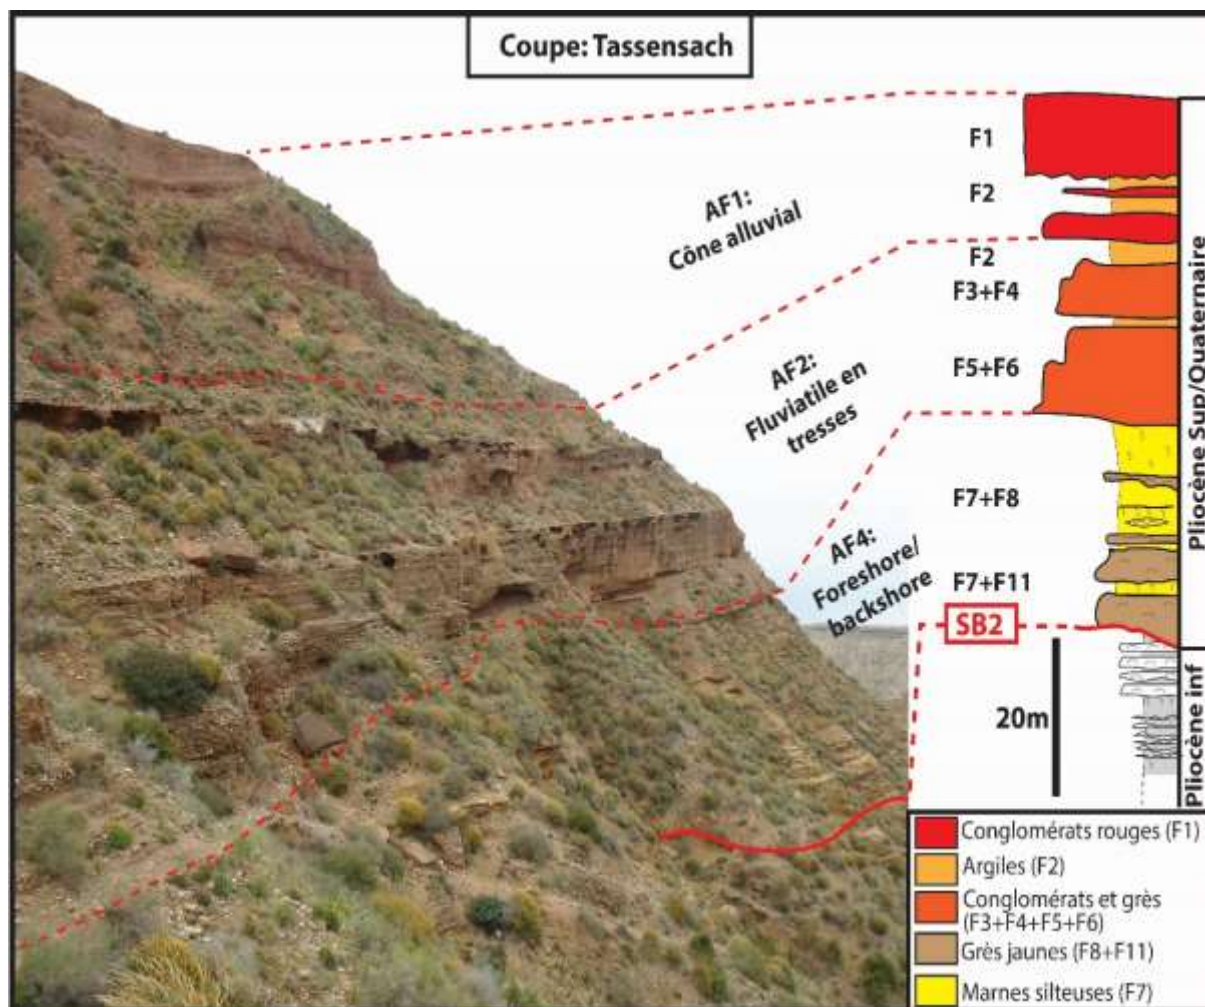 Coupe: Tassensach
F1
F2
F2
F3+F4
F5+F6
F7+F8
F7+F11
SB2
20m
AF1:
Cône alluvial
AF2:
Fluviatile en
tresses
AF4:
Foreshore/
backshore
Pliocène Sup/Quaternaire
Pliocène inf
Conglomérats rouges (F1)
Argiles (F2)
Conglomérats et grès
(F3+F4+F5+F6)
Grès jaunes (F8+F11)
Marnes silteuses (F7)